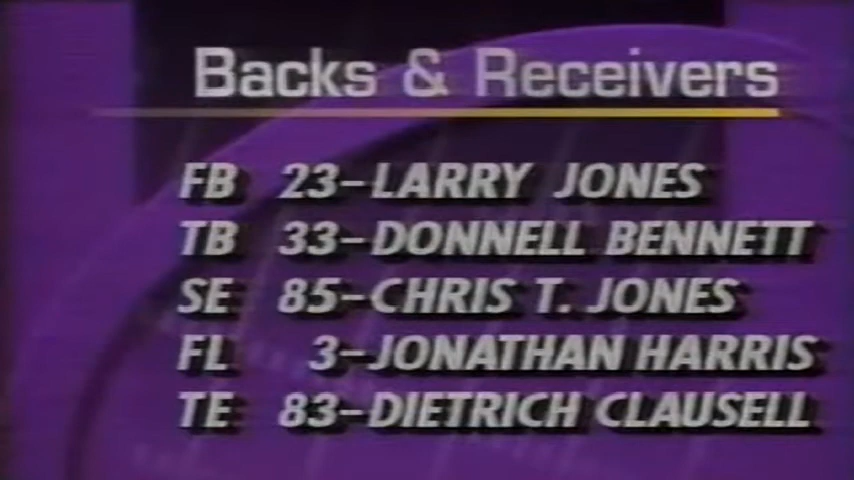 Backs & Receivers
FB 23-LARRY JONES
TB 33-DONNELL BENNETT
SE 85-CHRIS T. JONES
FL 3-JONATHAN HARRIS
TE 83-DIETRICH CLAUSELL